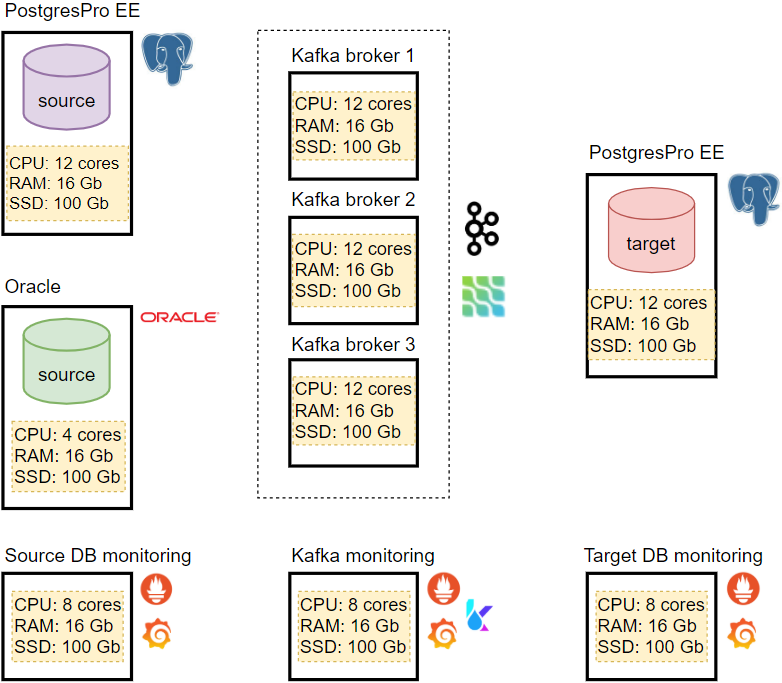 PostgresPro EE
source
CPU: 12 cores
RAM: 16 Gb
SSD: 100 Gb
Oracle
ORACLE
source
CPU: 4 cores
RAM: 16 Gb
SSD: 100 Gb
Kafka broker 1
CPU: 12 cores
RAM: 16 Gb
SSD: 100 Gb
Kafka broker 2
CPU: 12 cores
RAM: 16 Gb
SSD: 100 Gb
Kafka broker 3
CPU: 12 cores
RAM: 16 Gb
SSD: 100 Gb
PostgresPro EE
target
CPU: 12 cores
RAM: 16 Gb
SSD: 100 Gb
Source DB monitoring
CPU: 8 cores
RAM: 16 Gb
SSD: 100 Gb
Kafka monitoring
CPU: 8 cores
RAM: 16 Gb
SSD: 100 Gb
Target DB monitoring
CPU: 8 cores
RAM: 16 Gb
SSD: 100 Gb